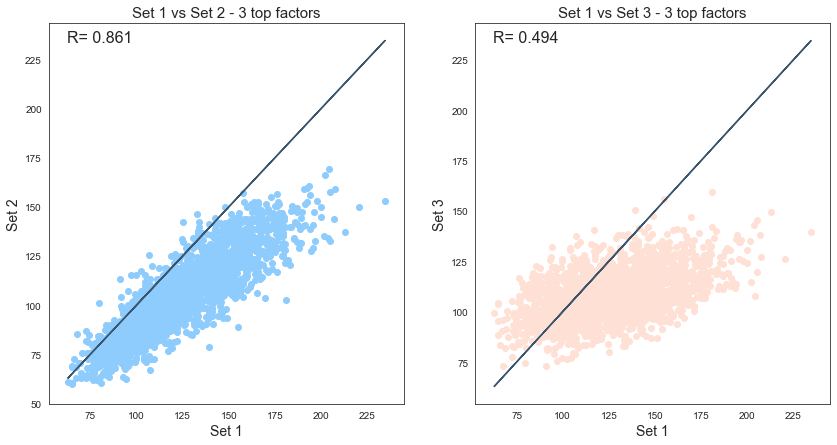 Set 1 vs Set 2 - 3 top factors
R= 0.861
225
200
175
150
125
100
75
50
Set 2
75 100 125 150 175 200 225
Set 1
Set 1 vs Set 3 - 3 top factors
R= 0.494
225
200
175
150
125
100
75
Set 3
75 100 125 150 175 200 225
Set 1